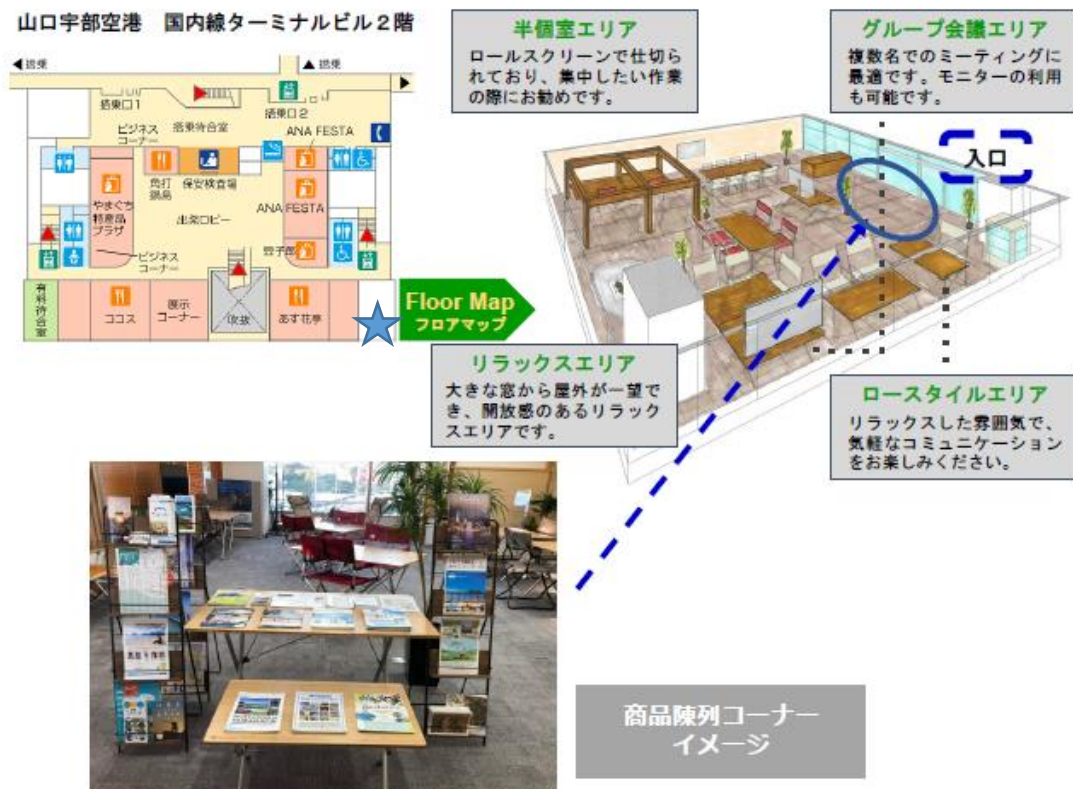 山口宇部空港 国内線ターミナルビル2階
搭乗
搭乗
搭乗口1
搭乗口2
ビジネス
コーナー
搭乗待合室
ANA FESTA
角打
鍋島
保安検査場
やまぐち
特産品
プラザ
出発ロビー
ANA FESTA
ビジネス
コーナー
豆子郎
有料待合室
ココス
展示
コーナー
吹抜
あす花亭
Floor Map
フロアマップ
半個室エリア
ロールスクリーンで仕切ら
れており、集中したい作業
の際にお勧めです。
グループ会議エリア
複数名でのミーティングに
最適です。モニターの利用
も可能です。
入口
リラックスエリア
大きな窓から屋外が一望で
き、開放感のあるリラック
スエリアです。
ロースタイルエリア
リラックスした雰囲気で、
気軽なコミュニケーション
をお楽しみください。
商品陳列コーナー
イメージ